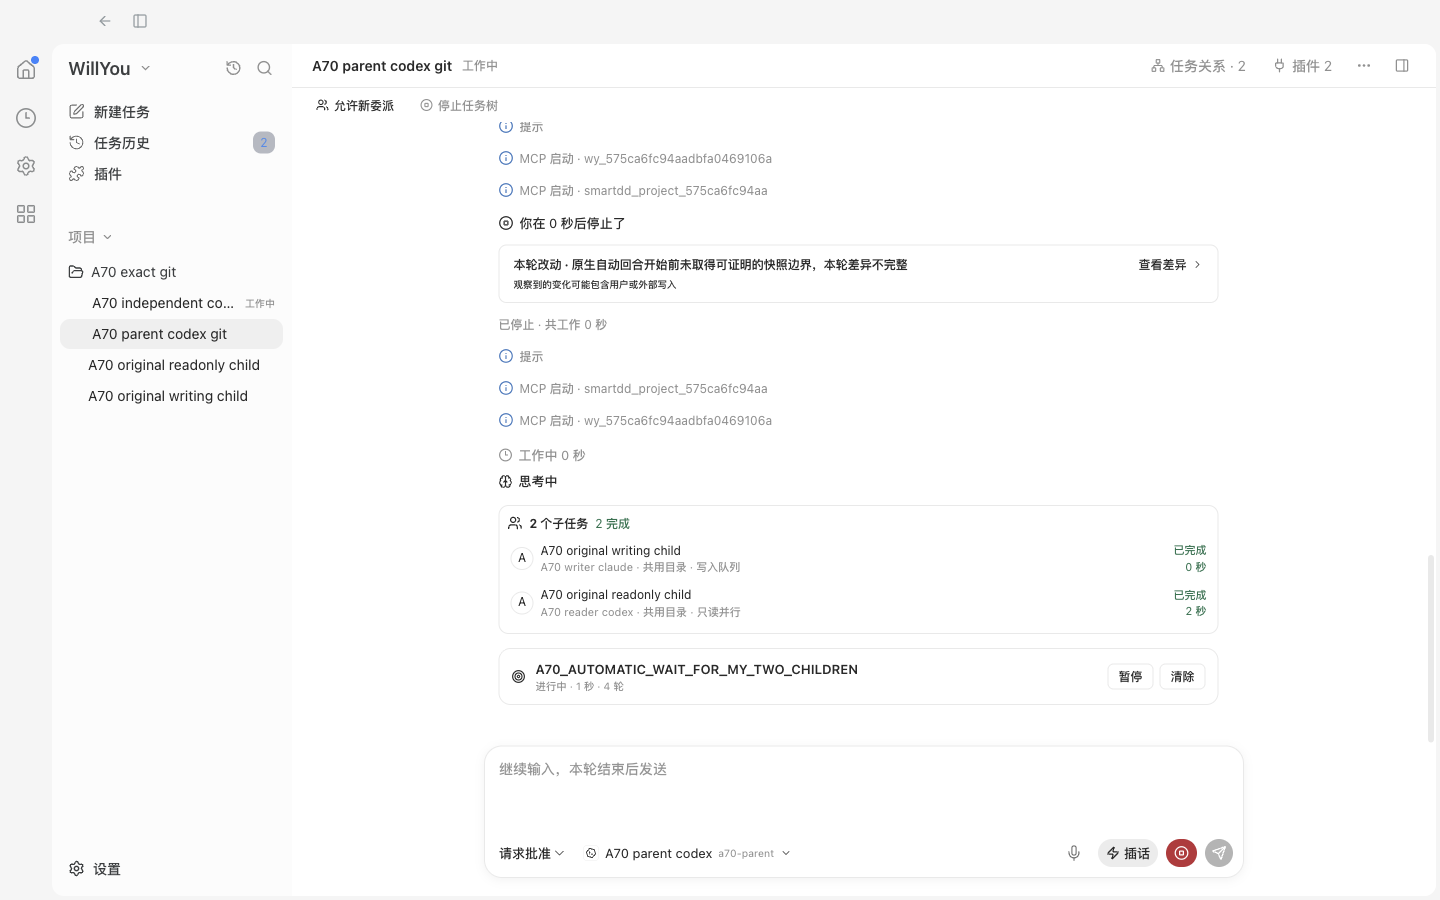 WillYou
新建任务
任务历史
2
插件
项目
A70 exact git
A70 independent co... 工作中
A70 parent codex git
A70 original readonly child
A70 original writing child
设置
A70 parent codex git 工作中
任务关系 · 2
插件 2
允许新委派
停止任务树
提示
MCP 启动 · wy_575ca6fc94aadbfa0469106a
MCP 启动 · smartdd_project_575ca6fc94aa
你在 0 秒后停止了
本轮改动 · 原生自动回合开始前未取得可证明的快照边界，本轮差异不完整
查看差异
观察到的变化可能包含用户或外部写入
已停止 · 共工作 0 秒
提示
MCP 启动 · smartdd_project_575ca6fc94aa
MCP 启动 · wy_575ca6fc94aadbfa0469106a
工作中 0 秒
思考中
2 个子任务 2 完成
A
A70 original writing child
已完成
A70 writer claude · 共用目录 · 写入队列
0 秒
A
A70 original readonly child
已完成
A70 reader codex · 共用目录 · 只读并行
2 秒
A70_AUTOMATIC_WAIT_FOR_MY_TWO_CHILDREN
进行中 · 1 秒 · 4 轮
暂停
清除
继续输入，本轮结束后发送
请求批准
A70 parent codex a70-parent
插话